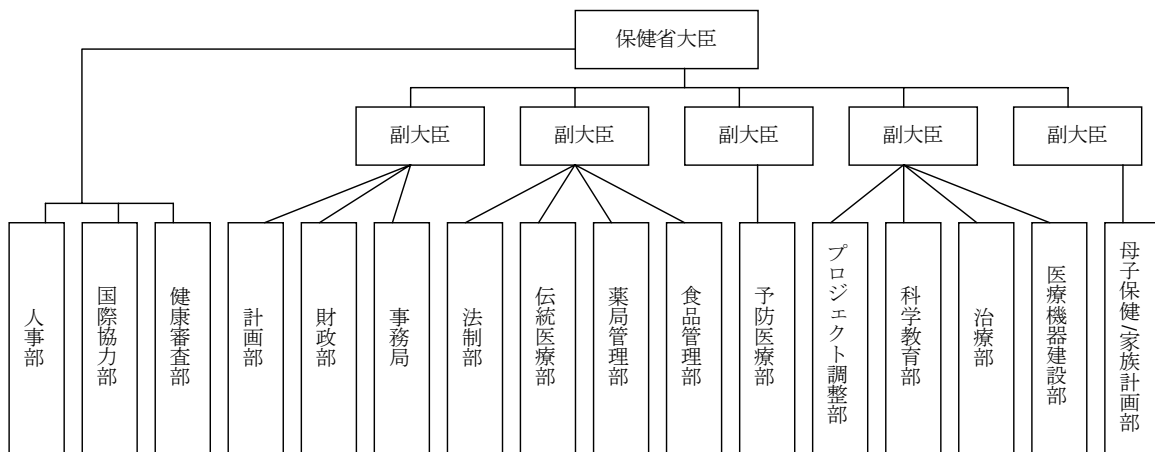 保健省大臣
副大臣
副大臣
副大臣
副大臣
副大臣
人事部
国際協力部
健康審査部
計画部
財政部
事務局
法制部
伝統医療部
薬局管理部
食品管理部
予防医療部
プロジェクト調整部
科学教育部
治療部
医療機器建設部
母子保健/家族計画部